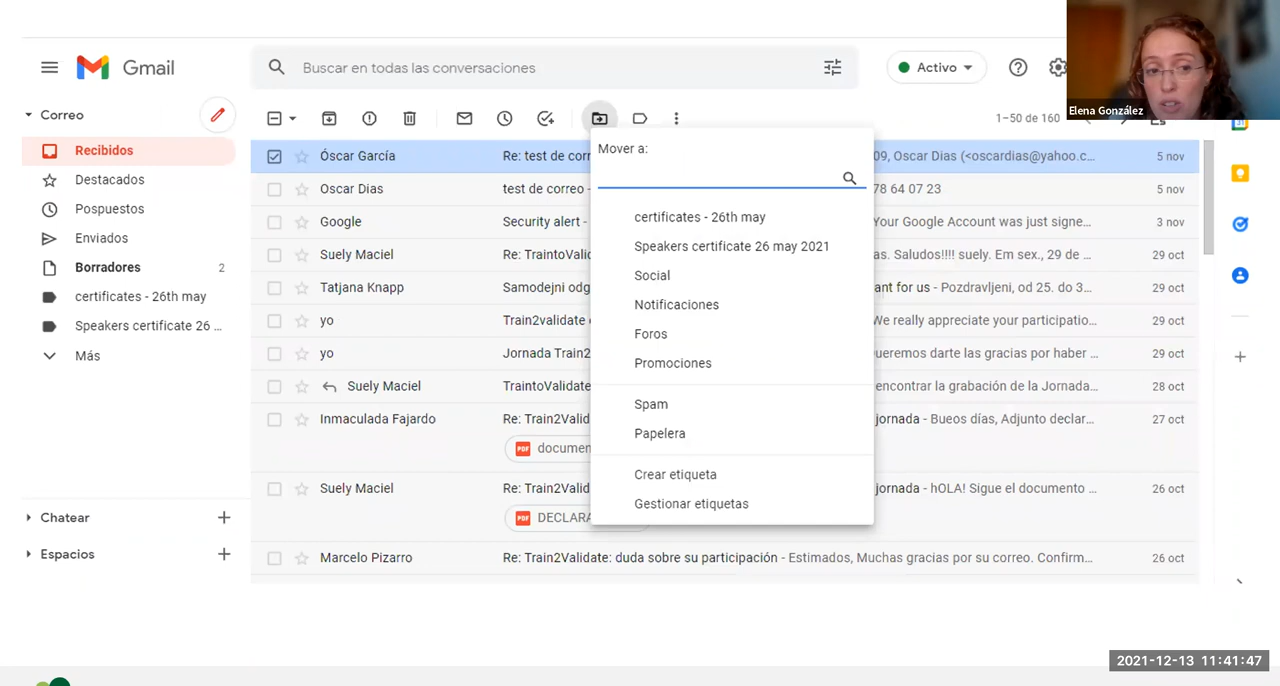 Gmail
Buscar en todas las conversaciones
Activo
Elena González
Correo
Recibidos
Destacados
Pospuestos
Enviados
Borradores 2
certificates - 26th may
Speakers certificate 26 ...
Más
Chatear
Espacios
1–50 de 160
Es
Mover a:
certificates - 26th may
Speakers certificate 26 may 2021
Social
Notificaciones
Foros
Promociones
Spam
Papelera
Crear etiqueta
Gestionar etiquetas
Óscar García Re: test de corr 09, Oscar Dias (<oscardias@yahoo.c... 5 nov
Oscar Dias test de correo - 78 64 07 23 5 nov
Google Security alert - Your Google Account was just signe... 3 nov
Suely Maciel Re: TraintoValid as. Saludos!!!! suely. Em sex., 29 de ... 29 oct
Tatjana Knapp Samodejni odg ant for us - Pozdravljeni, od 25. do 3... 29 oct
yo Train2validate We really appreciate your participatio... 29 oct
yo Jornada Train2 Queremos darte las gracias por haber ... 29 oct
Suely Maciel TraintoValidate encontrar la grabación de la Jornada... 28 oct
Inmaculada Fajardo Re: Train2Valid jornada - Bueos días, Adjunto declar... 27 oct
PDF documen
Suely Maciel Re: Train2Valid jornada - hOLA! Sigue el documento ... 26 oct
PDF DECLARA
Marcelo Pizarro Re: Train2Validate: duda sobre su participación - Estimados, Muchas gracias por su correo. Confirm... 26 oct
31
2021-12-13 11:41:47